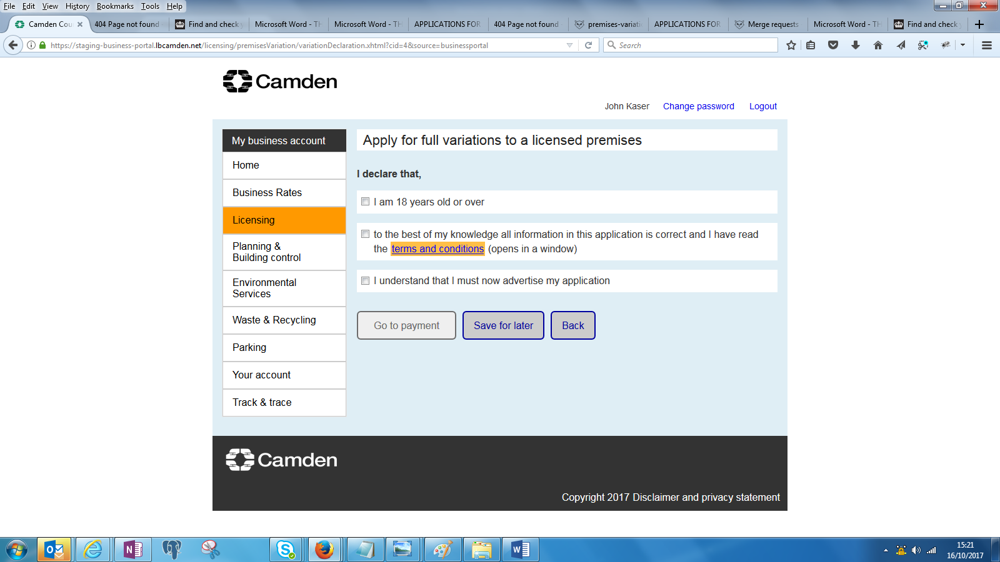 File Edit View History Bookmarks Tools Help
Camden Cou
404 Page not found
Find and check
Microsoft Word - TH
Microsoft Word - TH
APPLICATIONS FOR
404 Page not found
premises-variati
APPLICATIONS FOR
Merge requests
Microsoft Word - TH
Find and check
https://staging-business-portal.lbcamden.net/licensing/premisesVariation/variationDeclaration.xhtml?cid=4&source=businessportal
Search
Camden
John Kaser Change password Logout
My business account
Home
Business Rates
Licensing
Planning &
Building control
Environmental
Services
Waste & Recycling
Parking
Your account
Track & trace
Apply for full variations to a licensed premises
I declare that,
I am 18 years old or over
to the best of my knowledge all information in this application is correct and I have read
the terms and conditions (opens in a window)
I understand that I must now advertise my application
Go to payment Save for later Back
Camden
Copyright 2017 Disclaimer and privacy statement
15:21
16/10/2017